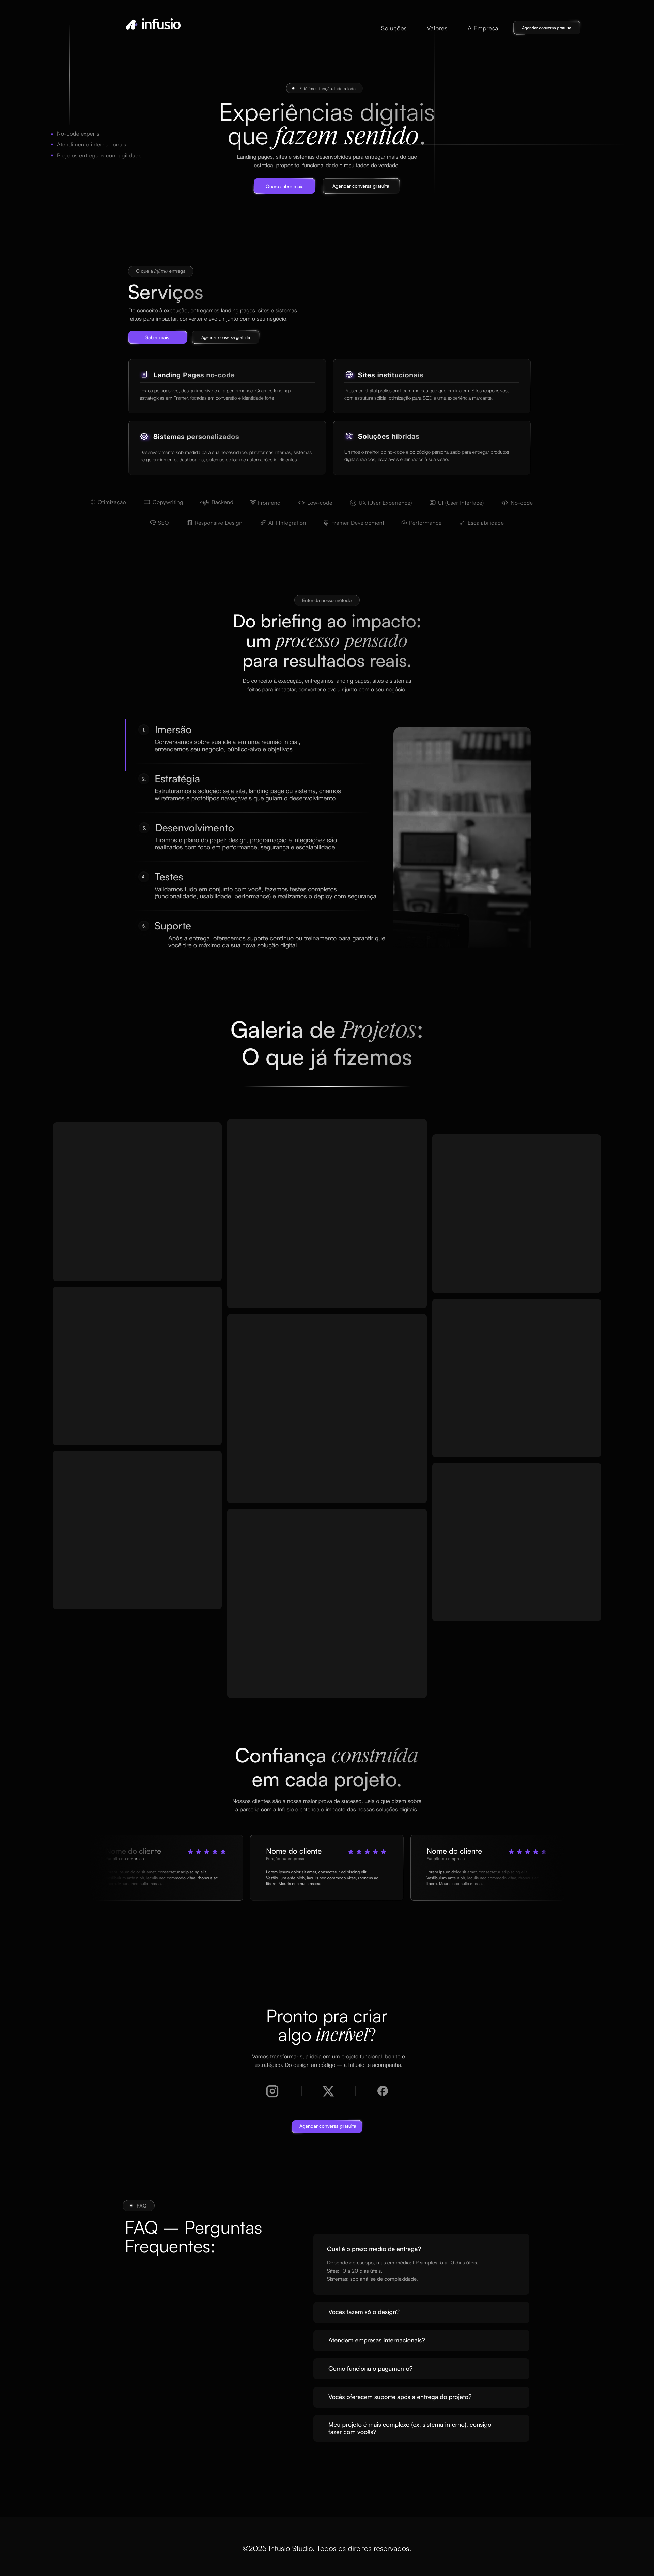 infusio
Soluções
Valores
A Empresa
Agendar conversa gratuita
Estética e função, lado a lado.
Experiências digitais
que fazem sentido.
No-code experts
Atendimento internacionais
Projetos entregues com agilidade
Landing pages, sites e sistemas desenvolvidos para entregar mais do que
estética: propósito, funcionalidade e resultados de verdade.
Quero saber mais
Agendar conversa gratuita
O que a Infusio entrega
Serviços
Do conceito à execução, entregamos landing pages, sites e sistemas
feitos para impactar, converter e evoluir junto com o seu negócio.
Saber mais
Agendar conversa gratuita
Landing Pages no-code
Textos persuasivos, design imersivo e alta performance. Criamos landings
estratégicas em Framer, focadas em conversão e identidade forte.
Sites institucionais
Presença digital profissional para marcas que querem ir além. Sites responsivos,
com estrutura sólida, otimização para SEO e uma experiência marcante.
Sistemas personalizados
Desenvolvimento sob medida para sua necessidade: plataformas internas, sistemas
de gerenciamento, dashboards, sistemas de login e automações inteligentes.
Soluções híbridas
Unimos o melhor do no-code e do código personalizado para entregar produtos
digitais rápidos, escaláveis e alinhados à sua visão.
Otimização
Copywriting
Backend
Frontend
Low-code
UX (User Experience)
UI (User Interface)
No-code
SEO
Responsive Design
API Integration
Framer Development
Performance
Escalabilidade
Entenda nosso método
Do briefing ao impacto:
um processo pensado
para resultados reais.
Do conceito à execução, entregamos landing pages, sites e sistemas
feitos para impactar, converter e evoluir junto com o seu negócio.
1.
Imersão
Conversamos sobre sua ideia em uma reunião inicial,
entendemos seu negócio, público-alvo e objetivos.
2.
Estratégia
Estruturamos a solução: seja site, landing page ou sistema, criamos
wireframes e protótipos navegáveis que guiam o desenvolvimento.
3.
Desenvolvimento
Tiramos o plano do papel: design, programação e integrações são
realizados com foco em performance, segurança e escalabilidade.
4.
Testes
Validamos tudo em conjunto com você, fazemos testes completos
(funcionalidade, usabilidade, performance) e realizamos o deploy com segurança.
5.
Suporte
Após a entrega, oferecemos suporte contínuo ou treinamento para garantir que
você tire o máximo da sua nova solução digital.
Galeria de Projetos:
O que já fizemos
Confiança construída
em cada projeto.
Nossos clientes são a nossa maior prova de sucesso. Leia o que dizem sobre
a parceria com a Infusio e entenda o impacto das nossas soluções digitais.
Nome do cliente
Função ou empresa
Lorem ipsum dolor sit amet, consectetur adipiscing elit.
Vestibulum ante nibh, iaculis nec commodo vitae, rhoncus ac
libero. Mauris nec nulla massa.
Nome do cliente
Função ou empresa
Lorem ipsum dolor sit amet, consectetur adipiscing elit.
Vestibulum ante nibh, iaculis nec commodo vitae, rhoncus ac
libero. Mauris nec nulla massa.
Nome do cliente
Função ou empresa
Lorem ipsum dolor sit amet, consectetur adipiscing elit.
Vestibulum ante nibh, iaculis nec commodo vitae, rhoncus ac
libero. Mauris nec nulla massa.
Pronto pra criar
algo incrível?
Vamos transformar sua ideia em um projeto funcional, bonito e
estratégico. Do design ao código — a Infusio te acompanha.
Agendar conversa gratuita
FAQ
FAQ — Perguntas
Frequentes:
Qual é o prazo médio de entrega?
Depende do escopo, mas em média: LP simples: 5 a 10 dias úteis.
Sites: 10 a 20 dias úteis.
Sistemas: sob análise de complexidade.
Vocês fazem só o design?
Atendem empresas internacionais?
Como funciona o pagamento?
Vocês oferecem suporte após a entrega do projeto?
Meu projeto é mais complexo (ex: sistema interno), consigo
fazer com vocês?
©2025 Infusio Studio. Todos os direitos reservados.